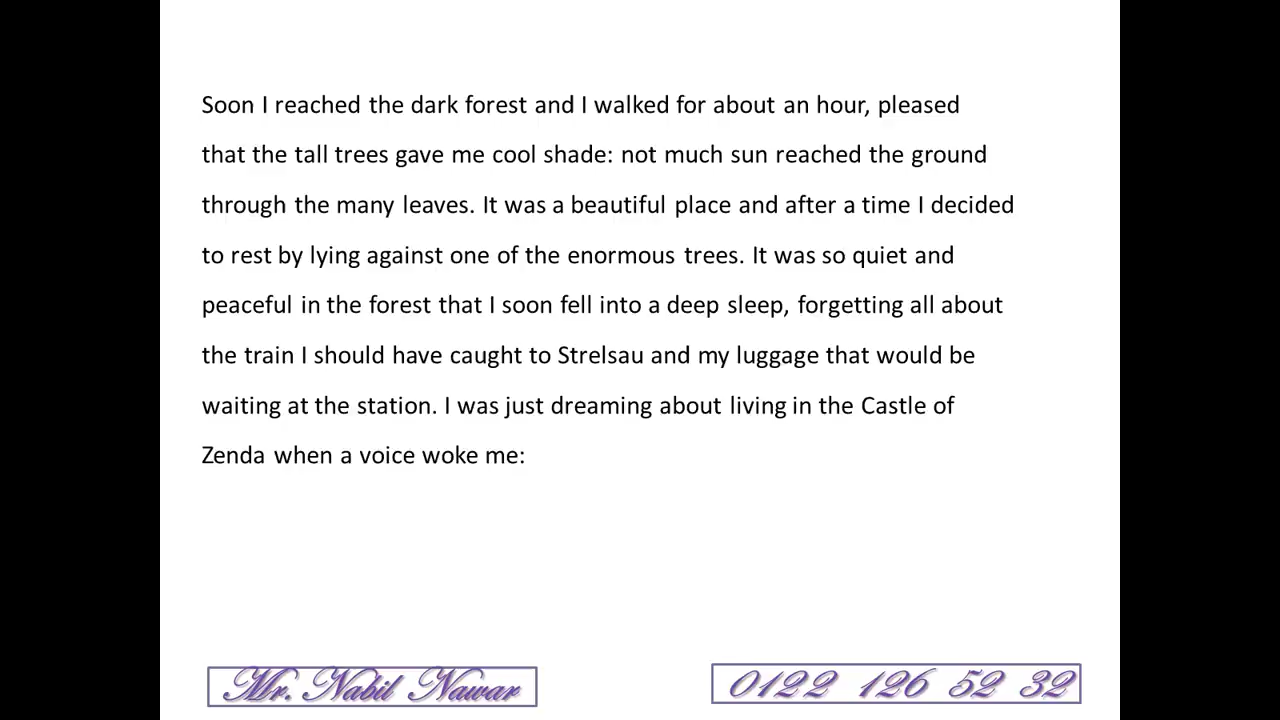 Soon I reached the dark forest and I walked for about an hour, pleased
that the tall trees gave me cool shade: not much sun reached the ground
through the many leaves. It was a beautiful place and after a time I decided
to rest by lying against one of the enormous trees. It was so quiet and
peaceful in the forest that I soon fell into a deep sleep, forgetting all about
the train I should have caught to Strelsau and my luggage that would be
waiting at the station. I was just dreaming about living in the Castle of
Zenda when a voice woke me:
Mr. Nabil Nawar
0122 126 52 32